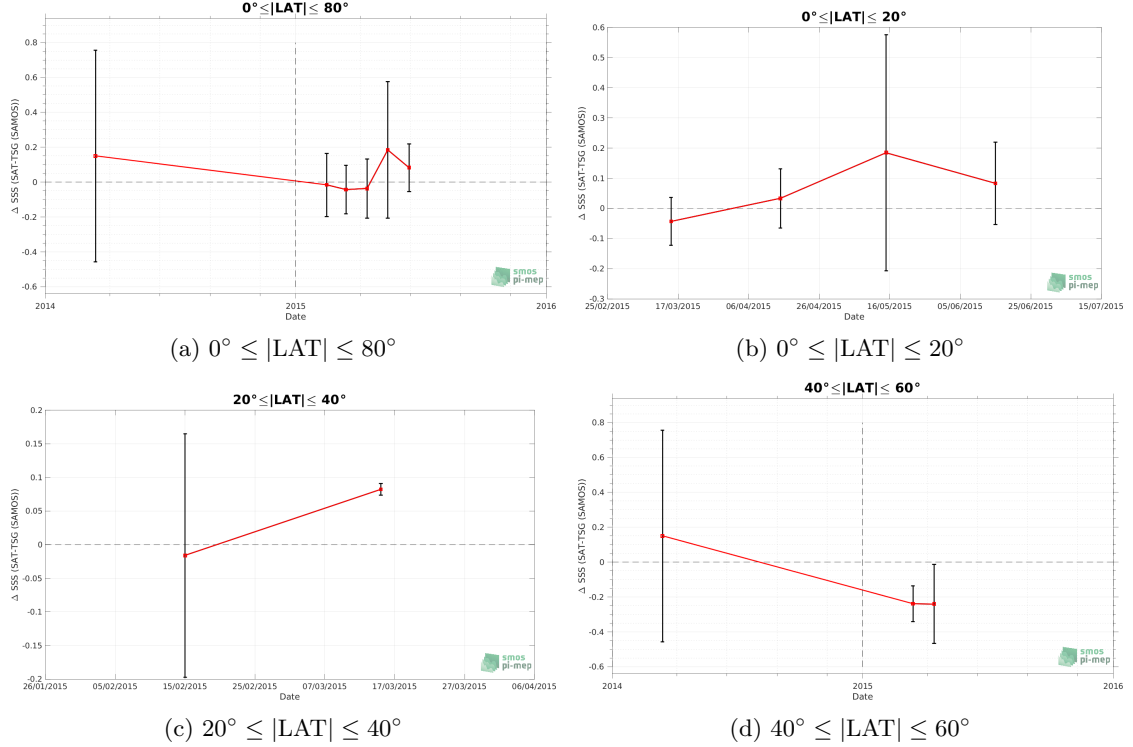 0°≤|LAT|≤ 80°
Δ SSS (SAT-TSG (SAMOS))
0.8
0.6
0.4
0.2
0
-0.2
-0.4
-0.6
2014
2015
2016
Date
smos
pi-mep
(a) 0° ≤ |LAT| ≤ 80°
0°≤|LAT|≤ 20°
Δ SSS (SAT-TSG (SAMOS))
0.6
0.5
0.4
0.3
0.2
0.1
0
-0.1
-0.2
-0.3
25/02/2015
17/03/2015
06/04/2015
26/04/2015
16/05/2015
05/06/2015
25/06/2015
15/07/2015
Date
smos
pi-mep
(b) 0° ≤ |LAT| ≤ 20°
20°≤|LAT|≤ 40°
Δ SSS (SAT-TSG (SAMOS))
0.2
0.15
0.1
0.05
0
-0.05
-0.1
-0.15
-0.2
26/01/2015
05/02/2015
15/02/2015
25/02/2015
07/03/2015
17/03/2015
27/03/2015
06/04/2015
Date
smos
pi-mep
(c) 20° ≤ |LAT| ≤ 40°
40°≤|LAT|≤ 60°
Δ SSS (SAT-TSG (SAMOS))
0.8
0.6
0.4
0.2
0
-0.2
-0.4
-0.6
2014
2015
2016
Date
smos
pi-mep
(d) 40° ≤ |LAT| ≤ 60°